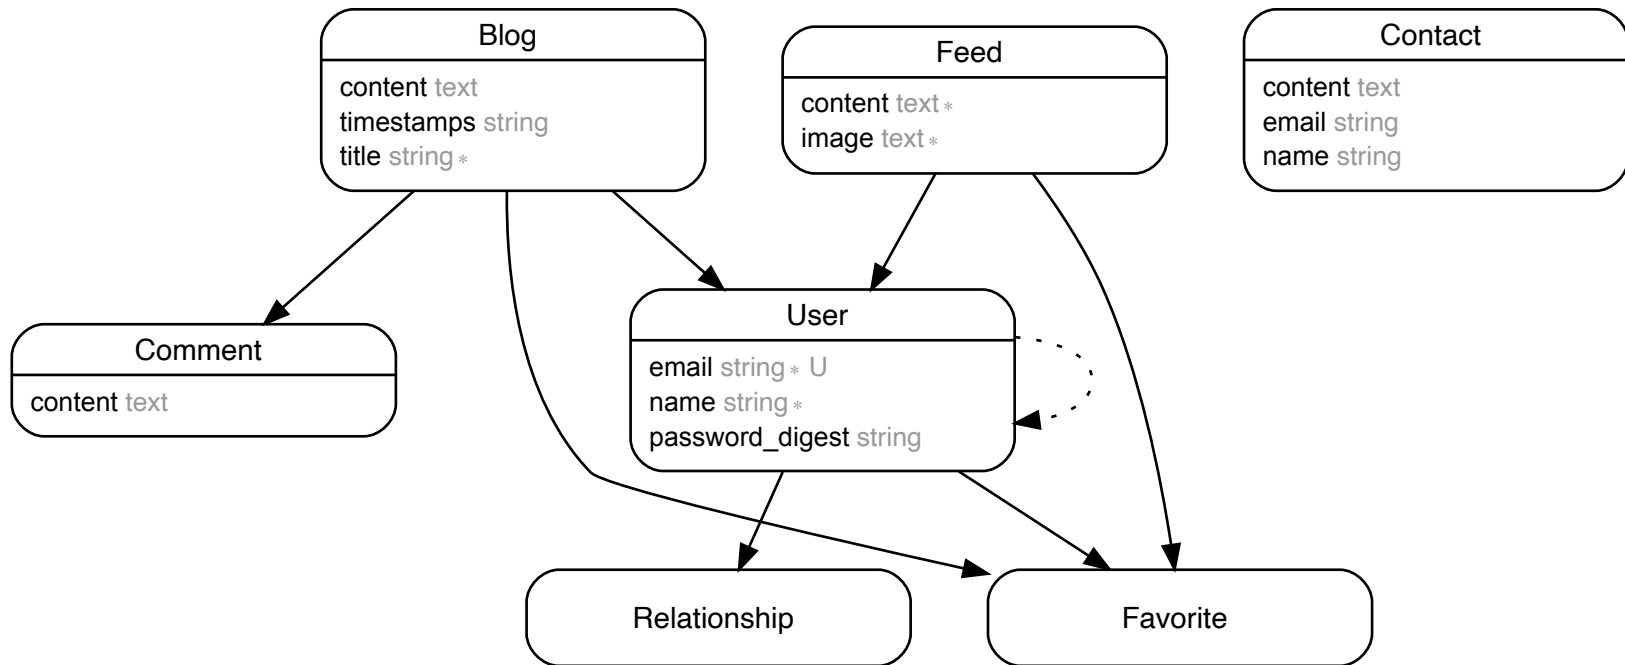 Blog
content text
timestamps string
title string *
Feed
content text *
image text *
Contact
content text
email string
name string
Comment
content text
User
email string * U
name string *
password_digest string
Relationship
Favorite